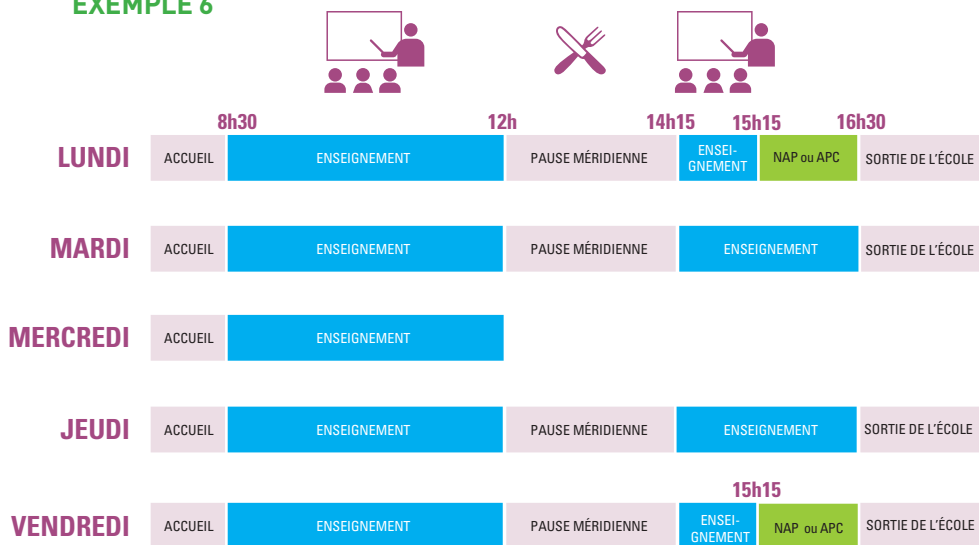 EXEMPLE 6
8h30 12h 14h15 15h15 16h30
LUNDI ACCUEIL ENSEIGNEMENT PAUSE MÉRIDIENNE ENSEI-
GNEMENT NAP ou APC SORTIE DE L'ÉCOLE
MARDI ACCUEIL ENSEIGNEMENT PAUSE MÉRIDIENNE ENSEIGNEMENT SORTIE DE L'ÉCOLE
MERCREDI ACCUEIL ENSEIGNEMENT
JEUDI ACCUEIL ENSEIGNEMENT PAUSE MÉRIDIENNE ENSEIGNEMENT SORTIE DE L'ÉCOLE
15h15
VENDREDI ACCUEIL ENSEIGNEMENT PAUSE MÉRIDIENNE ENSEI-
GNEMENT NAP ou APC SORTIE DE L'ÉCOLE